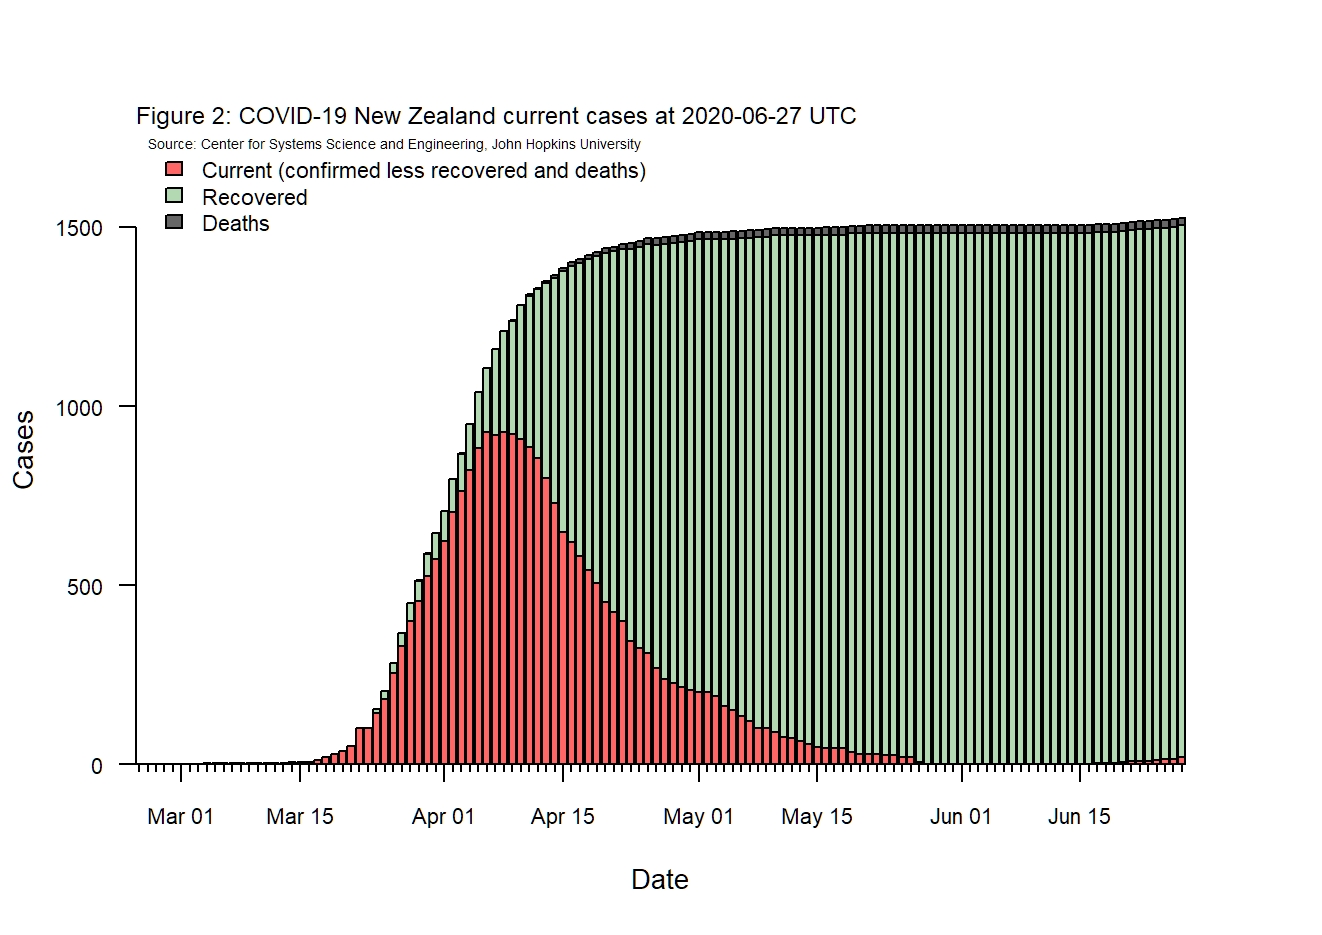 Figure 2: COVID-19 New Zealand current cases at 2020-06-27 UTC
Source: Center for Systems Science and Engineering, John Hopkins University
Current (confirmed less recovered and deaths)
Recovered
Deaths
1500
1000
500
0
Cases
Mar 01 Mar 15 Apr 01 Apr 15 May 01 May 15 Jun 01 Jun 15
Date